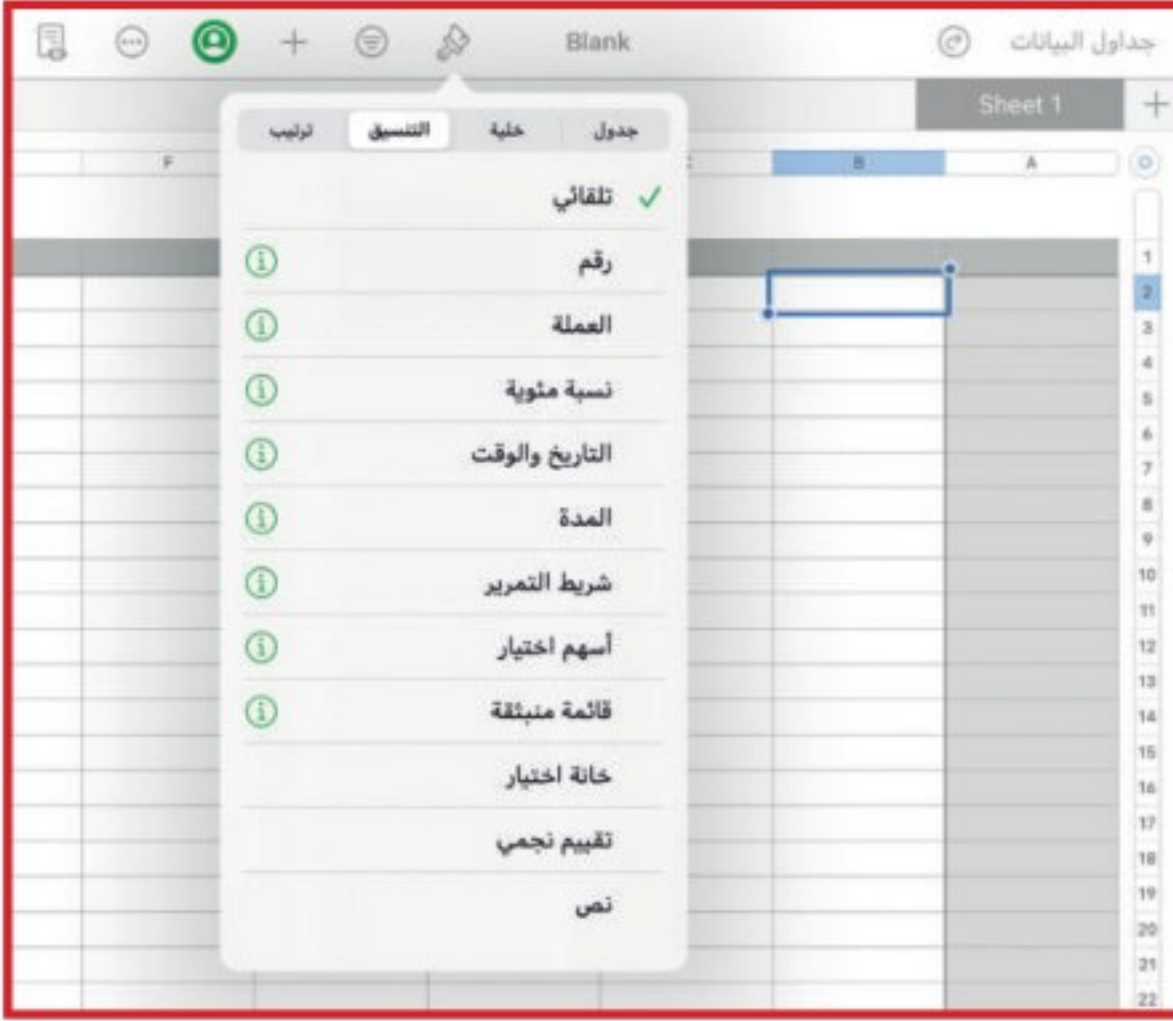 جداول البيانات Blank
Sheet 1
جدول خلية التنسيق ترتيب
A B F
تلقائي
رقم
العملة
نسبة مئوية
التاريخ والوقت
المدة
شريط التمرير
أسهم اختيار
قائمة منبثقة
خانة اختيار
تقييم نجمي
نص
1
2
3
4
5
6
7
8
9
10
11
12
13
14
15
16
17
18
19
20
21
22